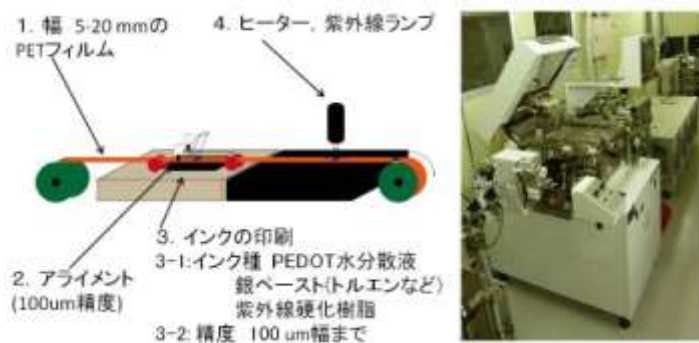 1. 幅 5-20 mmの
PETフィルム
4. ヒーター, 紫外線ランプ
2. アライメント
(100um精度)
3. インクの印刷
3-1:インク種 PEDOT水分散液
銀ペースト(トルエンなど)
紫外線硬化樹脂
3-2: 精度 100 um幅まで